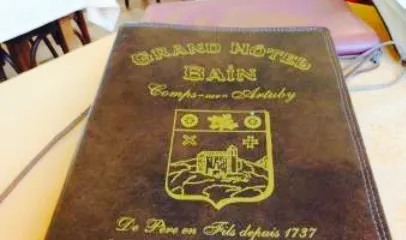 GRAND HÔTEL
BAIN
Comps-sur Artuby
De Père en Fils depuis 1737